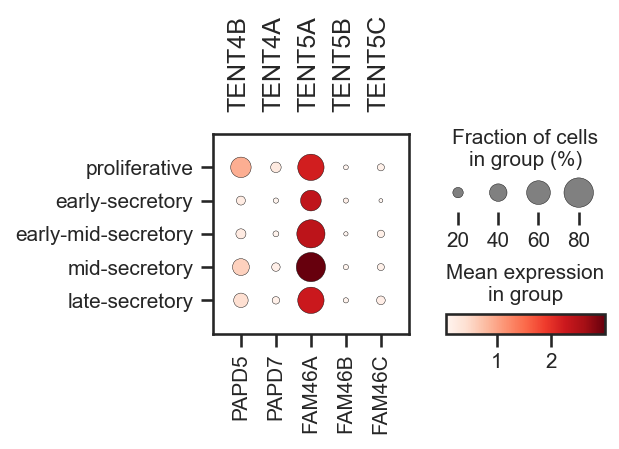 TENT4B
TENT4A
TENT5A
TENT5B
TENT5C
proliferative
early-secretory
early-mid-secretory
mid-secretory
late-secretory
PAPD5
PAPD7
FAM46A
FAM46B
FAM46C
Fraction of cells
in group (%)
20 40 60 80
Mean expression
in group
1 2